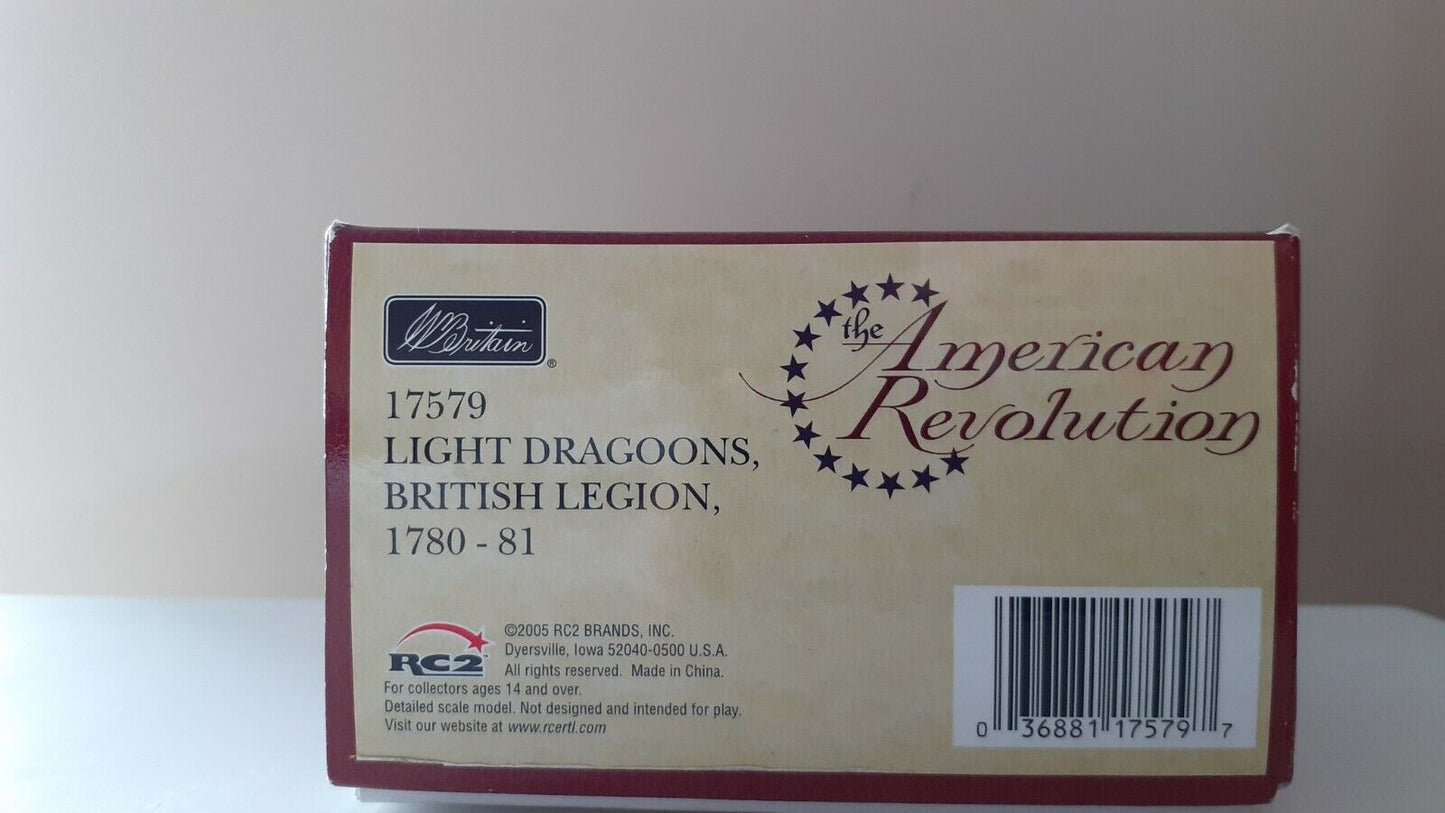 WBritain®
17579
LIGHT DRAGOONS,
BRITISH LEGION,
1780 - 81
the American
Revolution
RC2™
©2005 RC2 BRANDS, INC.
Dyersville, Iowa 52040-0500 U.S.A.
All rights reserved. Made in China.
For collectors ages 14 and over.
Detailed scale model. Not designed and intended for play.
Visit our website at www.rcertl.com
0 36881 17579 7